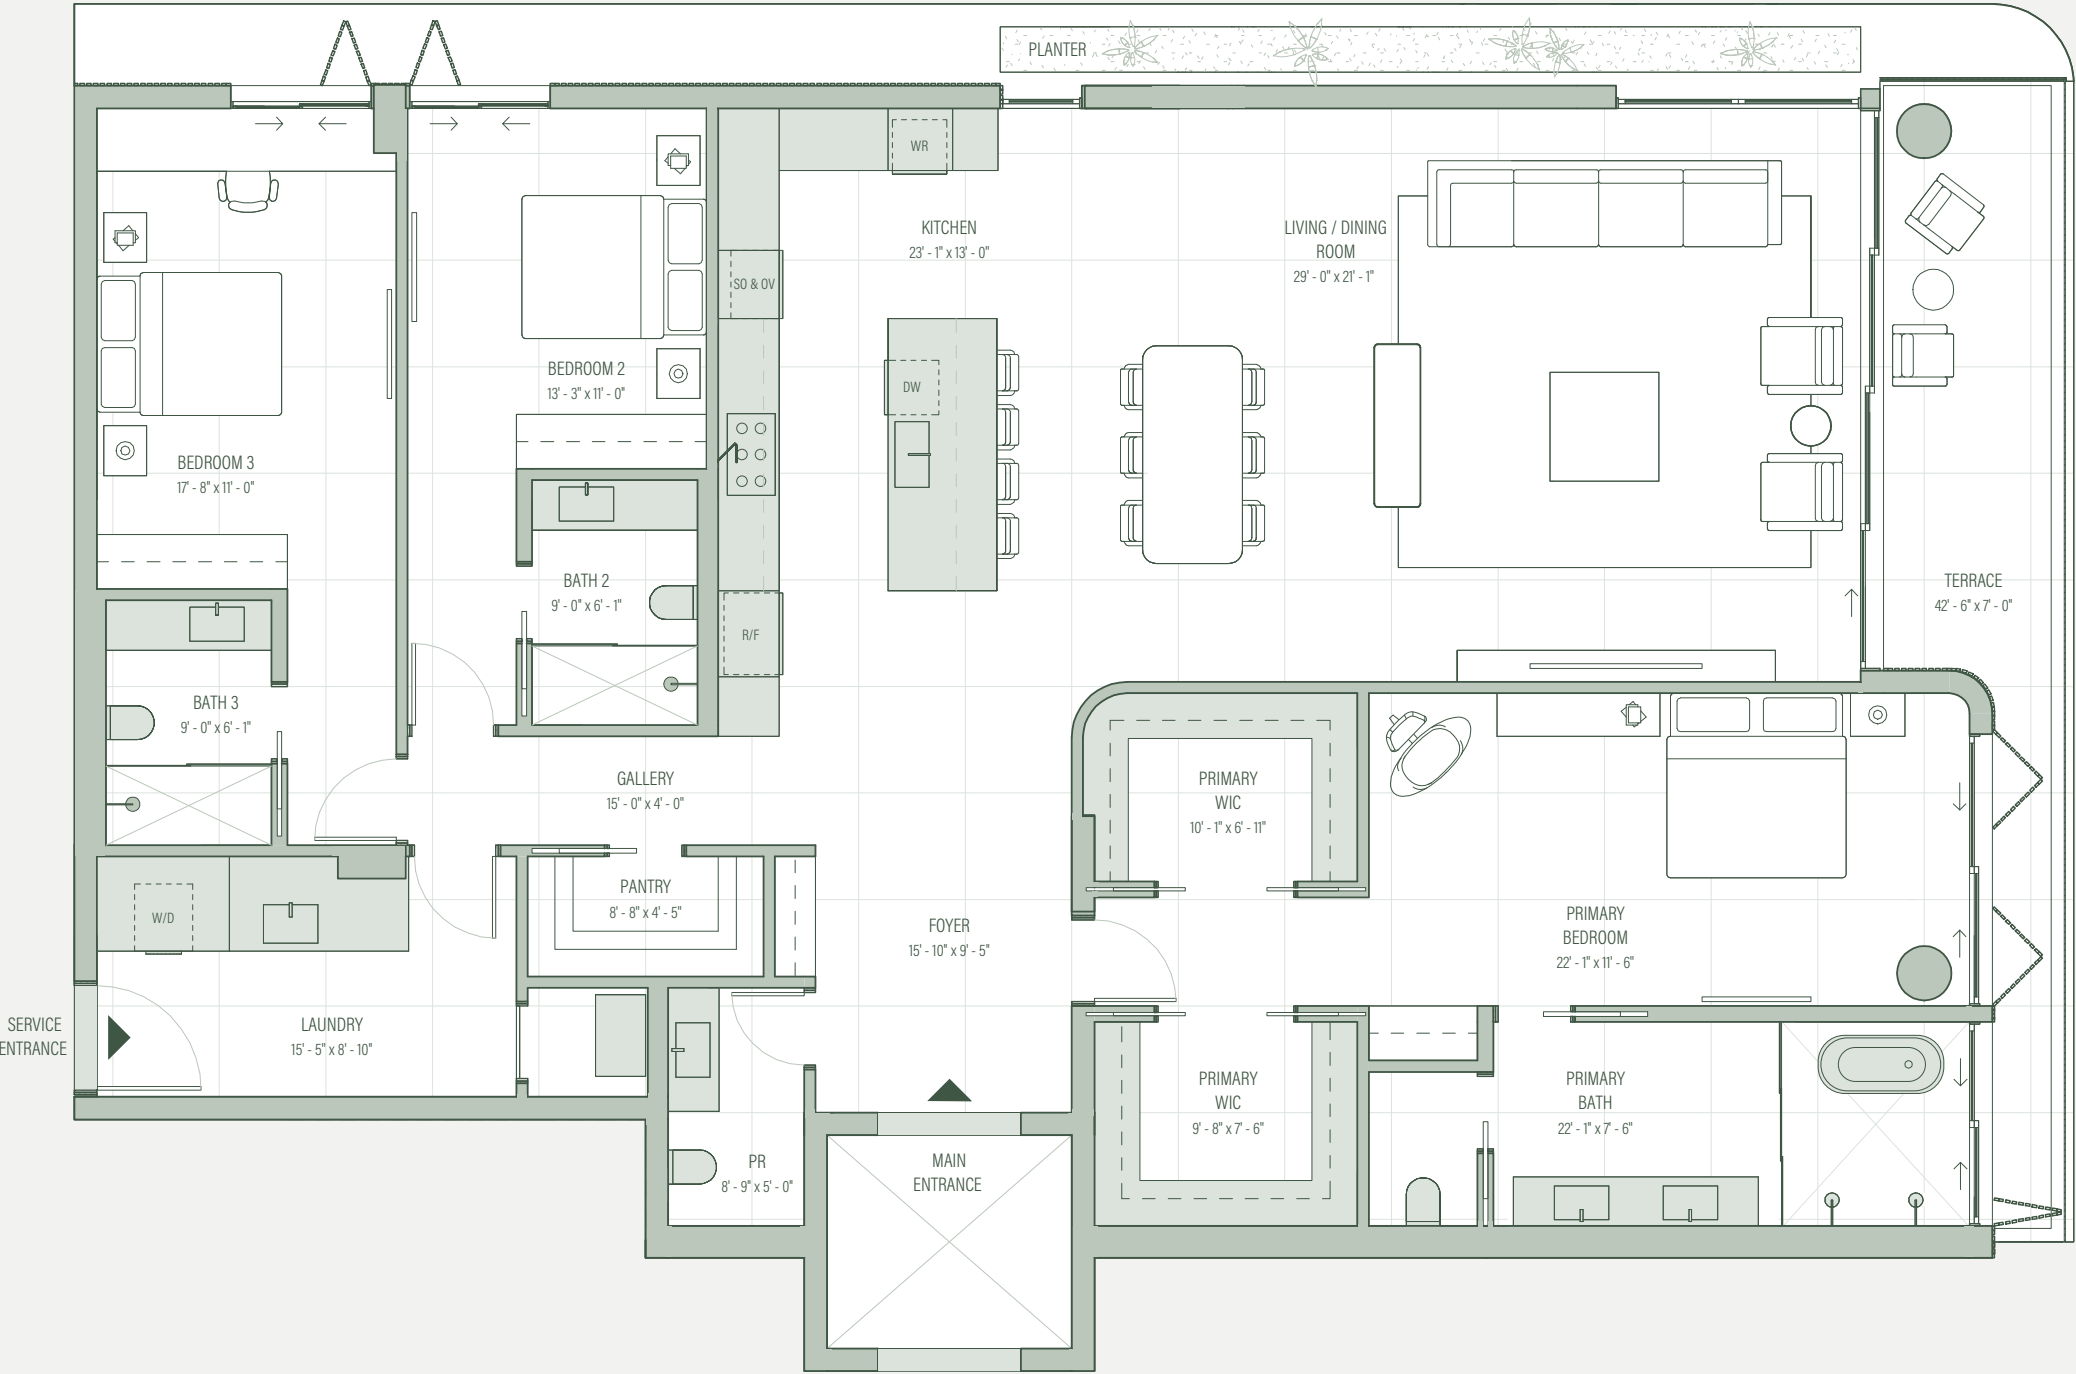 PLANTER
WR
KITCHEN
23' - 1" x 13' - 0"
LIVING / DINING
ROOM
29' - 0" x 21' - 1"
SO & OV
BEDROOM 2
13' - 3" x 11' - 0"
DW
BEDROOM 3
17' - 8" x 11' - 0"
BATH 2
9' - 0" x 6' - 1"
TERRACE
42' - 6" x 7' - 0"
R/F
BATH 3
9' - 0" x 6' - 1"
GALLERY
15' - 0" x 4' - 0"
PRIMARY
WIC
10' - 1" x 6' - 11"
PANTRY
8' - 8" x 4' - 5"
W/D
FOYER
15' - 10" x 9' - 5"
PRIMARY
BEDROOM
22' - 1" x 11' - 6"
SERVICE
ENTRANCE
LAUNDRY
15' - 5" x 8' - 10"
PRIMARY
WIC
9' - 8" x 7' - 6"
PRIMARY
BATH
22' - 1" x 7' - 6"
PR
8' - 9" x 5' - 0"
MAIN
ENTRANCE